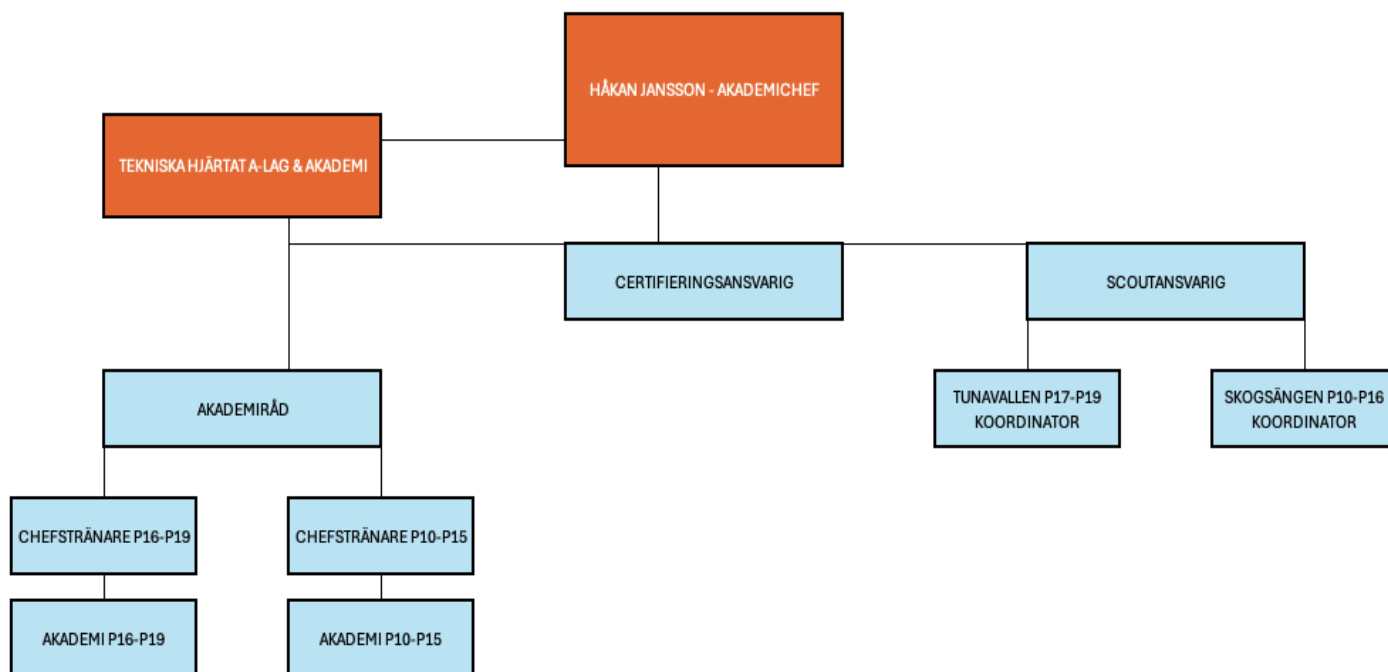 HÅKAN JANSSON - AKADEMICHEF
TEKNISKA HJÄRTAT A-LAG & AKADEMI
CERTIFIERINGSANSVARIG
SCOUTANSVARIG
AKADEMIRÅD
TUNAVALLEN P17-P19
KOORDINATOR
SKOGSÄNGEN P10-P16
KOORDINATOR
CHEFSTRÄNARE P16-P19
CHEFSTRÄNARE P10-P15
AKADEMI P16-P19
AKADEMI P10-P15